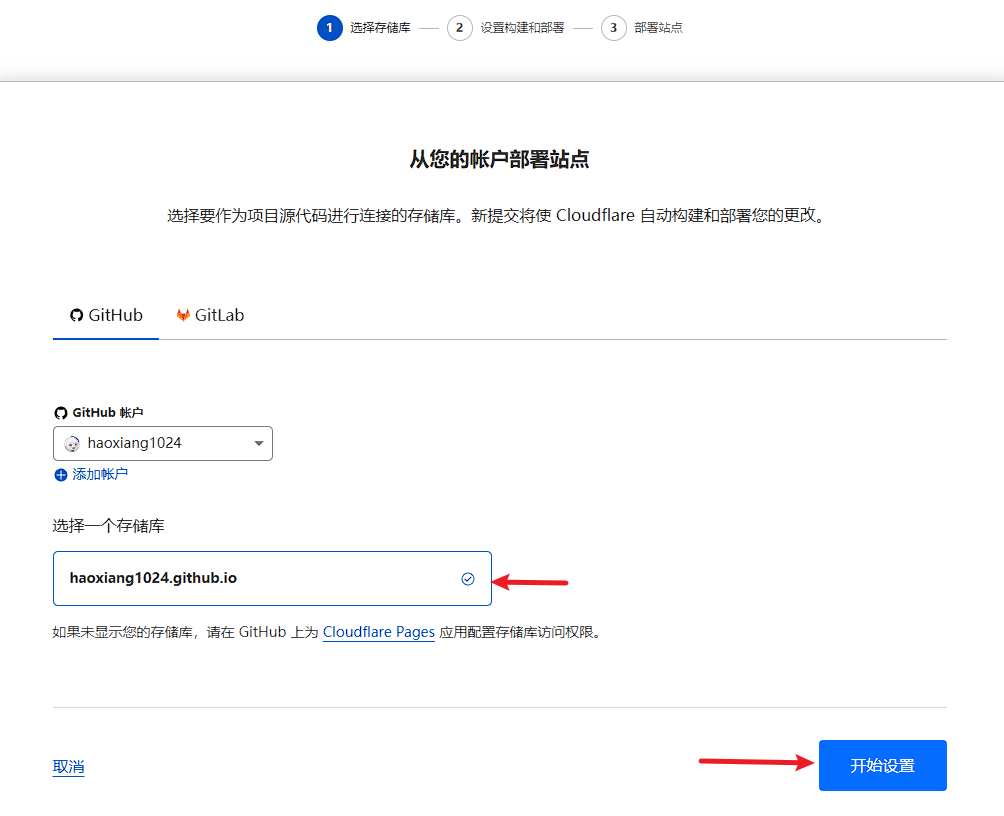 1 选择存储库 2 设置构建和部署 3 部署站点
从您的帐户部署站点
选择要作为项目源代码进行连接的存储库。新提交将使 Cloudflare 自动构建和部署您的更改。
GitHub GitLab
GitHub 帐户
haoxiang1024
添加帐户
选择一个存储库
haoxiang1024.github.io
如果未显示您的存储库，请在 GitHub 上为 Cloudflare Pages 应用配置存储库访问权限。
取消 开始设置